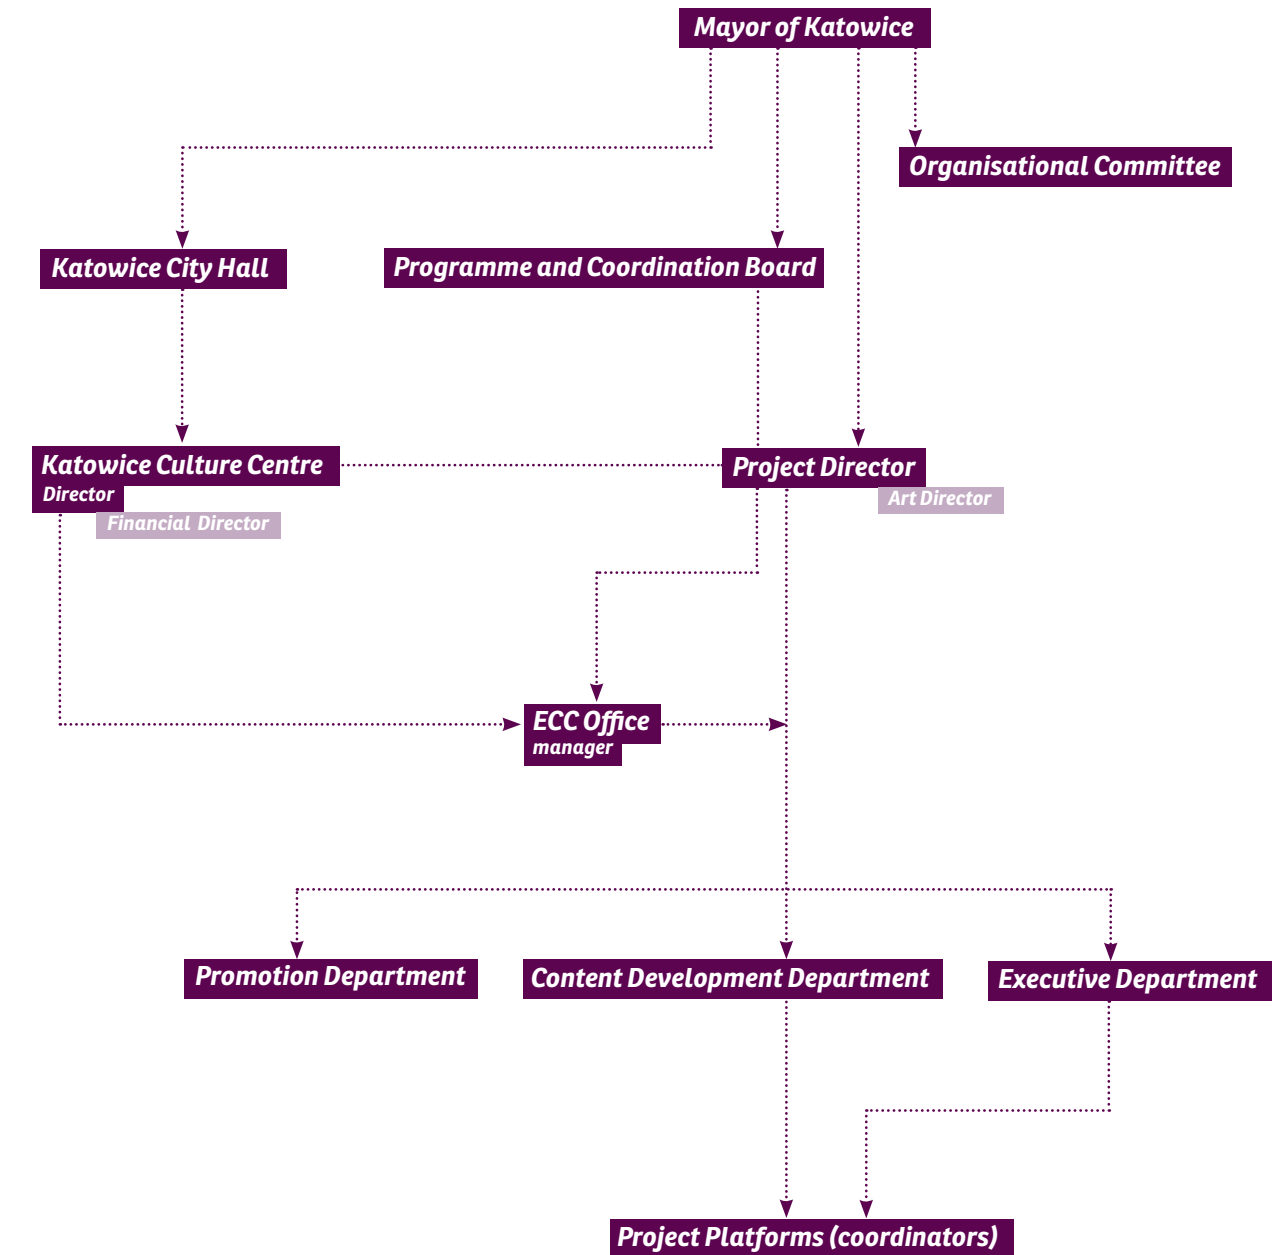 Mayor of Katowice
Organisational Committee
Katowice City Hall
Programme and Coordination Board
Katowice Culture Centre
Director
Financial Director
Project Director
Art Director
ECC Office
manager
Promotion Department
Content Development Department
Executive Department
Project Platforms (coordinators)